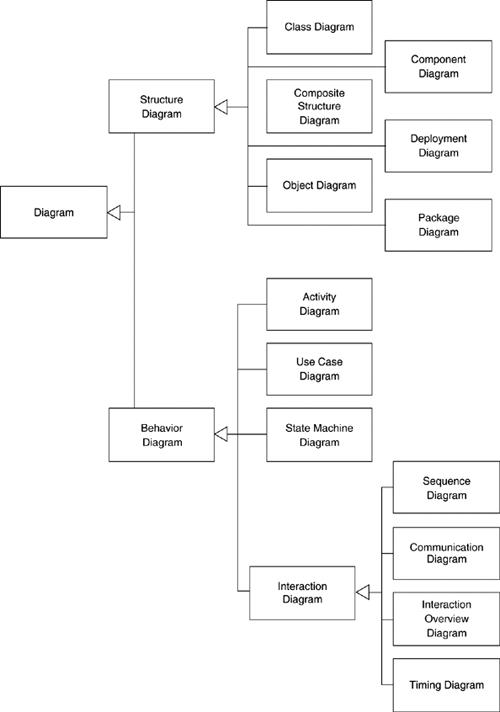 Class Diagram
Component
Diagram
Structure
Diagram
Composite
Structure
Diagram
Deployment
Diagram
Object Diagram
Diagram
Package
Diagram
Activity
Diagram
Use Case
Diagram
Behavior
Diagram
State Machine
Diagram
Sequence
Diagram
Communication
Diagram
Interaction
Diagram
Interaction
Overview
Diagram
Timing Diagram